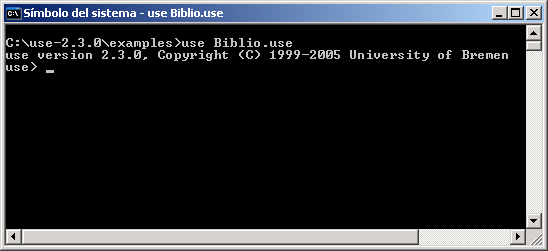 Símbolo del sistema - use Biblio.use
C:\use-2.3.0\examples>use Biblio.use
use version 2.3.0, Copyright (C) 1999-2005 University of Bremen
use> _